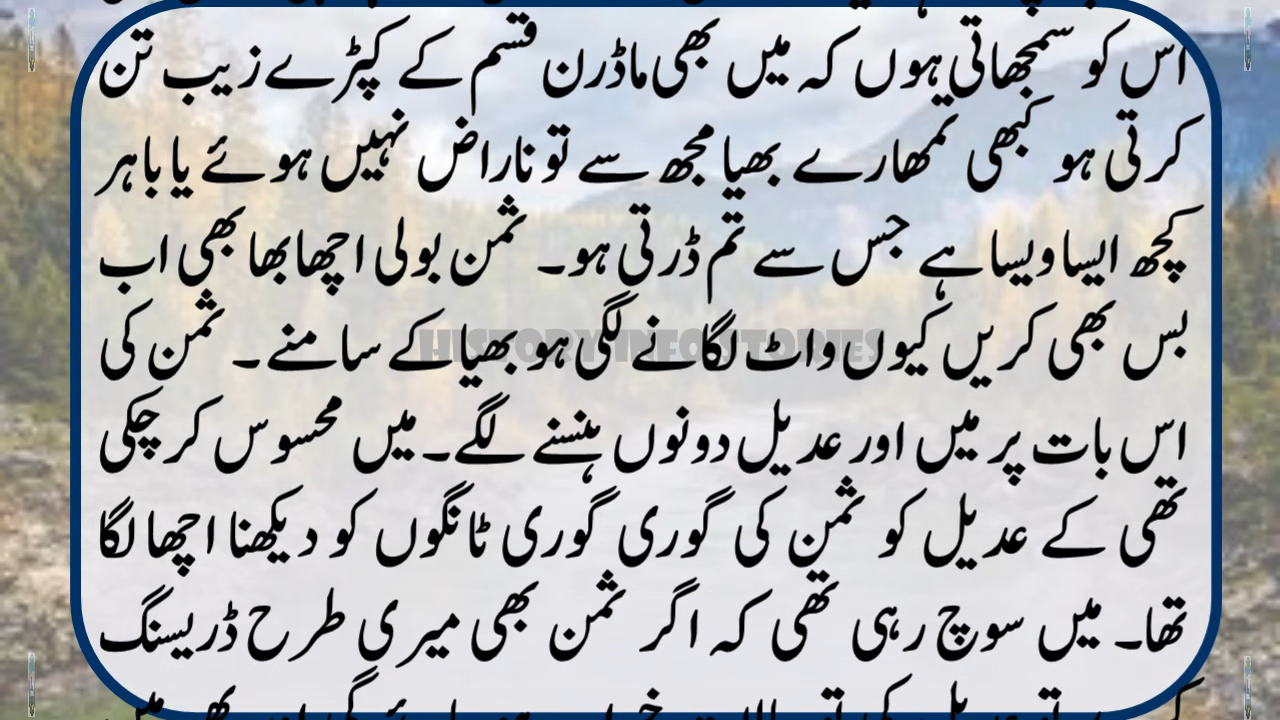 اس کو سمجھاتی ہوں کہ میں بھی ماڈرن قسم کے کپڑے زیب تن
کرتی ہو کبھی تمھارے بھیا مجھ سے تو ناراض نہیں ہوئے یا باہر
کچھ ایسا ویسا ہے جس سے تم ڈرتی ہو۔ ثمن بولی اچھا بھابھی اب
بس بھی کریں کیوں واٹ لگانے لگی ہو بھیا کے سامنے۔ ثمن کی
HISTORY INFO STORIES
اس بات پر میں اور عدیل دونوں ہنسنے لگے۔ میں محسوس کر چکی
تھی کے عدیل کو ثمن کی گوری گوری ٹانگوں کو دیکھنا اچھا لگا
تھا۔ میں سوچ رہی تھی کہ اگر ثمن بھی میری طرح ڈریسنگ